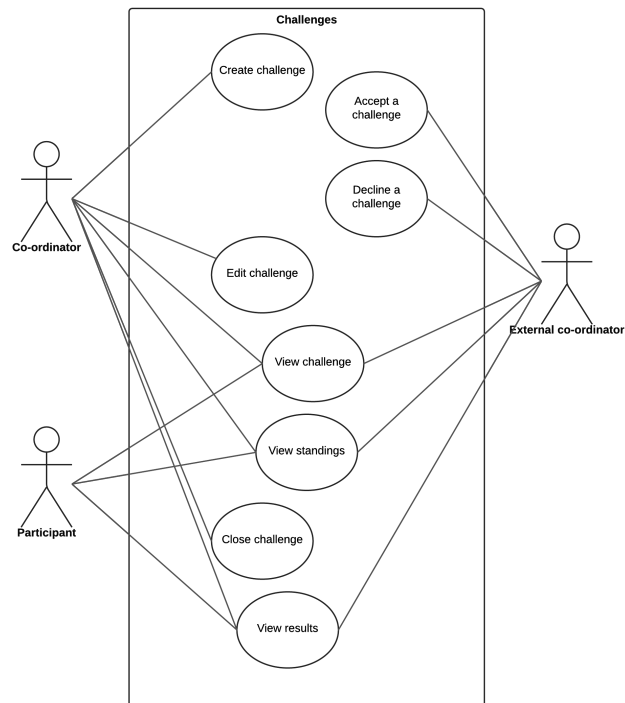 Challenges
Create challenge
Accept a
challenge
Decline a
challenge
Co-ordinator
Edit challenge
External co-ordinator
View challenge
View standings
Participant
Close challenge
View results